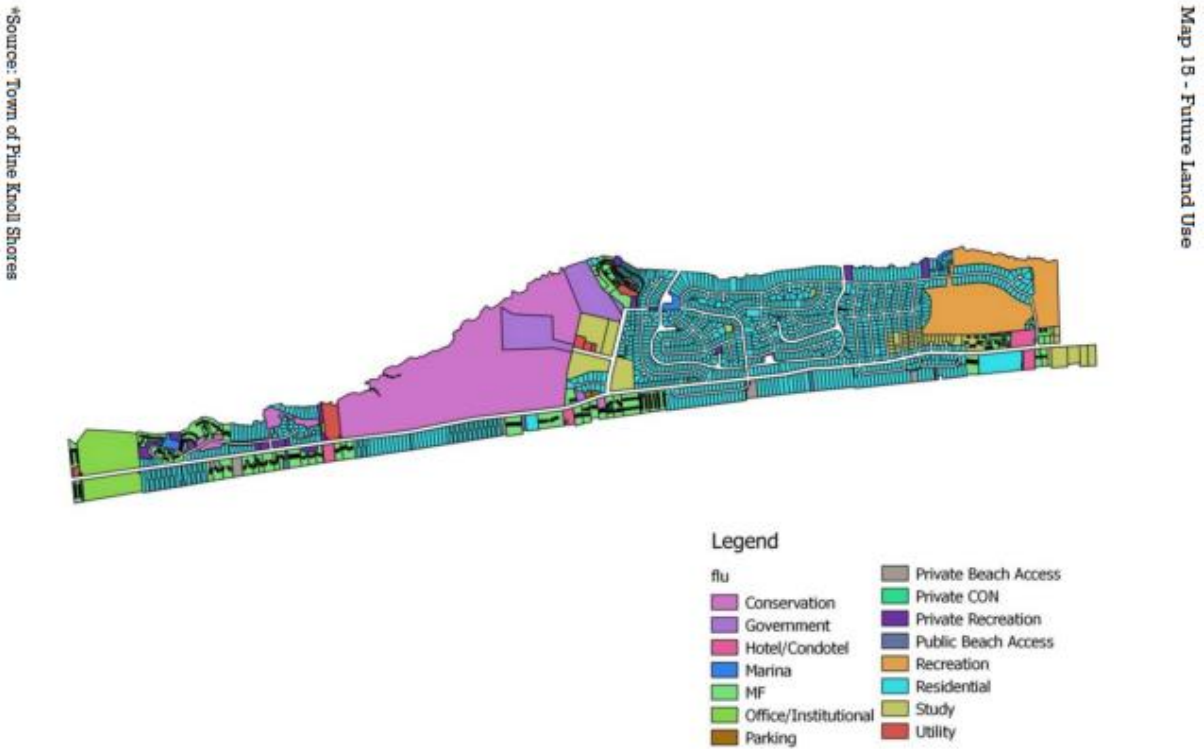 Map 15 - Future Land Use
Legend
flu
Conservation
Government
Hotel/Condotel
Marina
MF
Office/Institutional
Parking
Private Beach Access
Private CON
Private Recreation
Public Beach Access
Recreation
Residential
Study
Utility
*Source: Town of Pine Knoll Shores